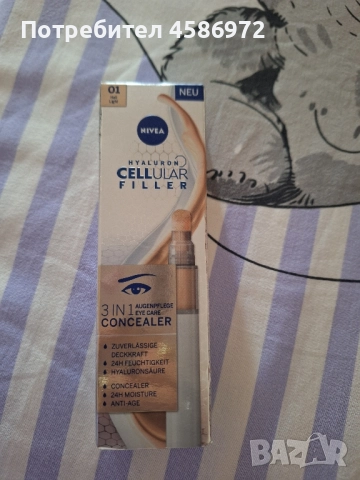 Потребител 4586972
01
NEU
NIVEA
HYALURON
CELLULAR
FILLER
3 IN 1 AUGENPFLEGE
EYE CARE
CONCEALER
ZUVERLÄSSIGE
DECKKRAFT
24H FEUCHTIGKEIT
HYALURONSÄURE
CONCEALER
24H MOISTURE
ANTI-AGE
bazar